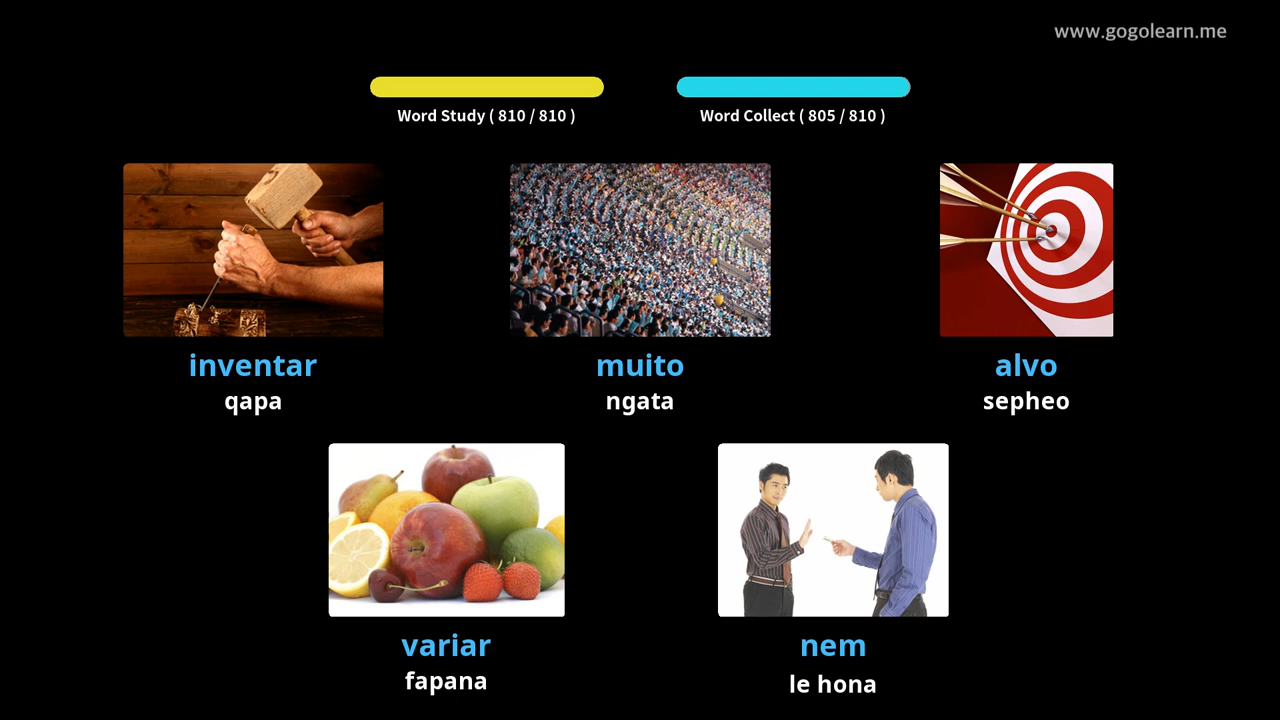 www.gogolearn.me
Word Study ( 810 / 810 )
Word Collect ( 805 / 810 )
inventar
qapa
muito
ngata
alvo
sepheo
variar
fapana
nem
le hona